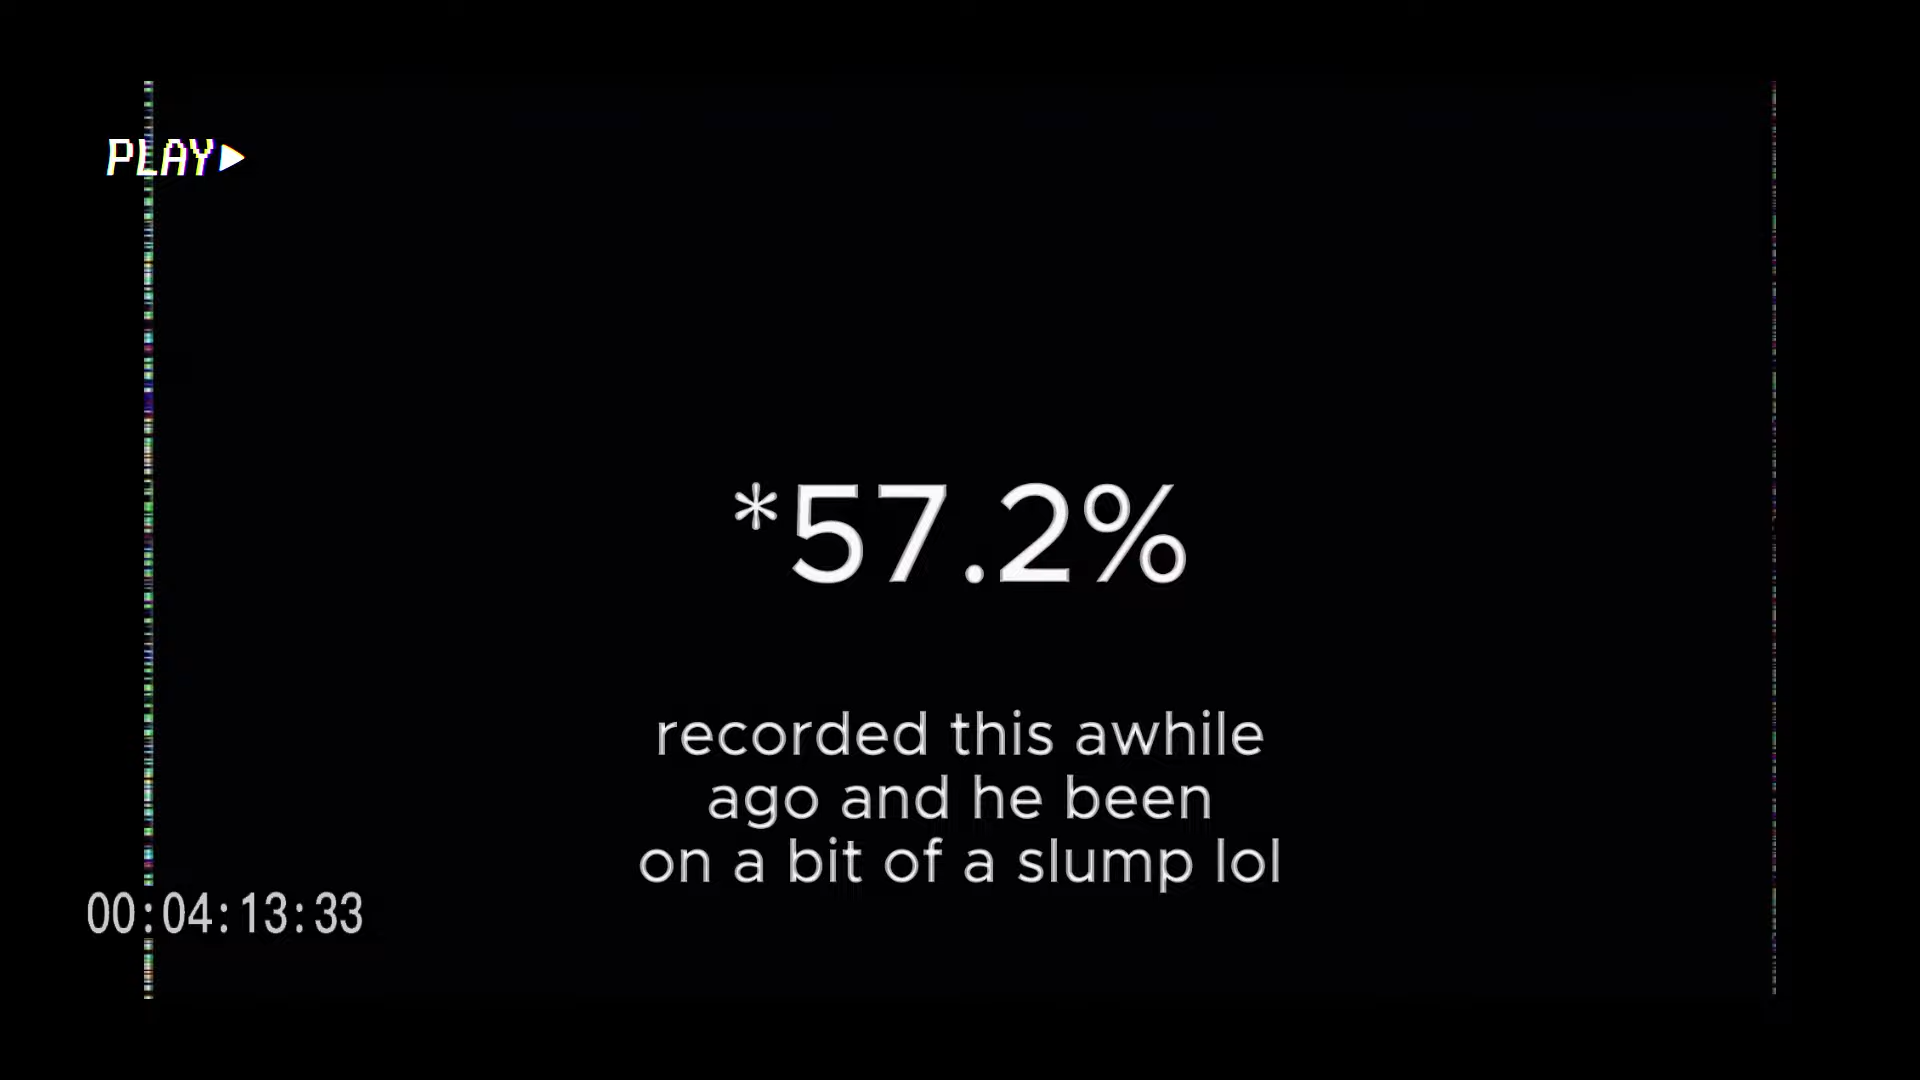 PLAY▶
*57.2%
recorded this awhile
ago and he been
on a bit of a slump lol
00:04:13:33